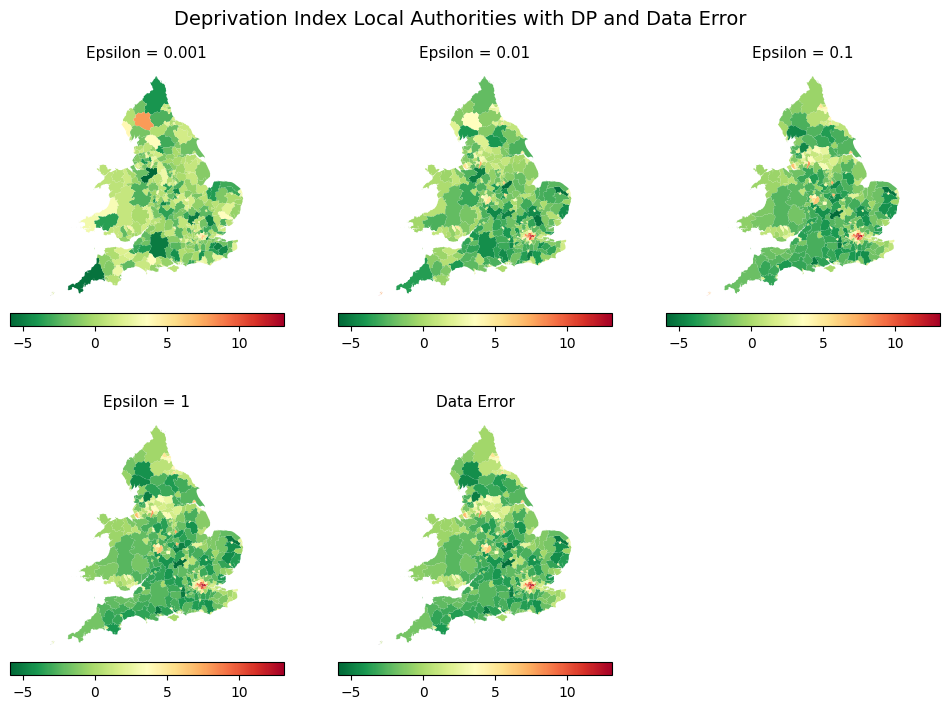 Deprivation Index Local Authorities with DP and Data Error
Epsilon = 0.001
Epsilon = 0.01
Epsilon = 0.1
−5 0 5 10
−5 0 5 10
−5 0 5 10
Epsilon = 1
Data Error
−5 0 5 10
−5 0 5 10